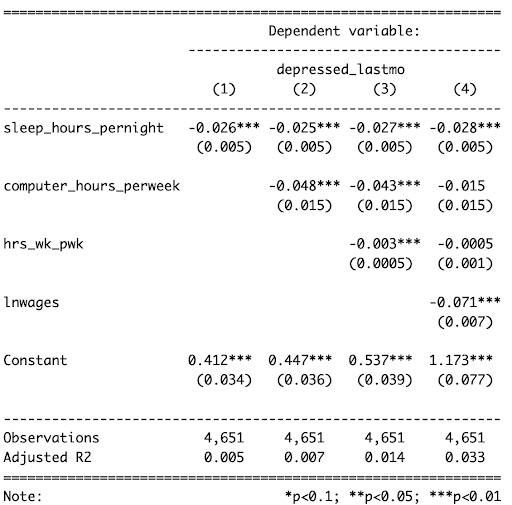 Dependent variable:
depressed_lastmo
(1) (2) (3) (4)
sleep_hours_pernight -0.026*** -0.025*** -0.027*** -0.028***
(0.005) (0.005) (0.005) (0.005)
computer_hours_perweek -0.048*** -0.043*** -0.015
(0.015) (0.015) (0.015)
hrs_wk_pwk -0.003*** -0.0005
(0.0005) (0.001)
lnwages -0.071***
(0.007)
Constant 0.412*** 0.447*** 0.537*** 1.173***
(0.034) (0.036) (0.039) (0.077)
Observations 4,651 4,651 4,651 4,651
Adjusted R2 0.005 0.007 0.014 0.033
Note: *p<0.1; **p<0.05; ***p<0.01